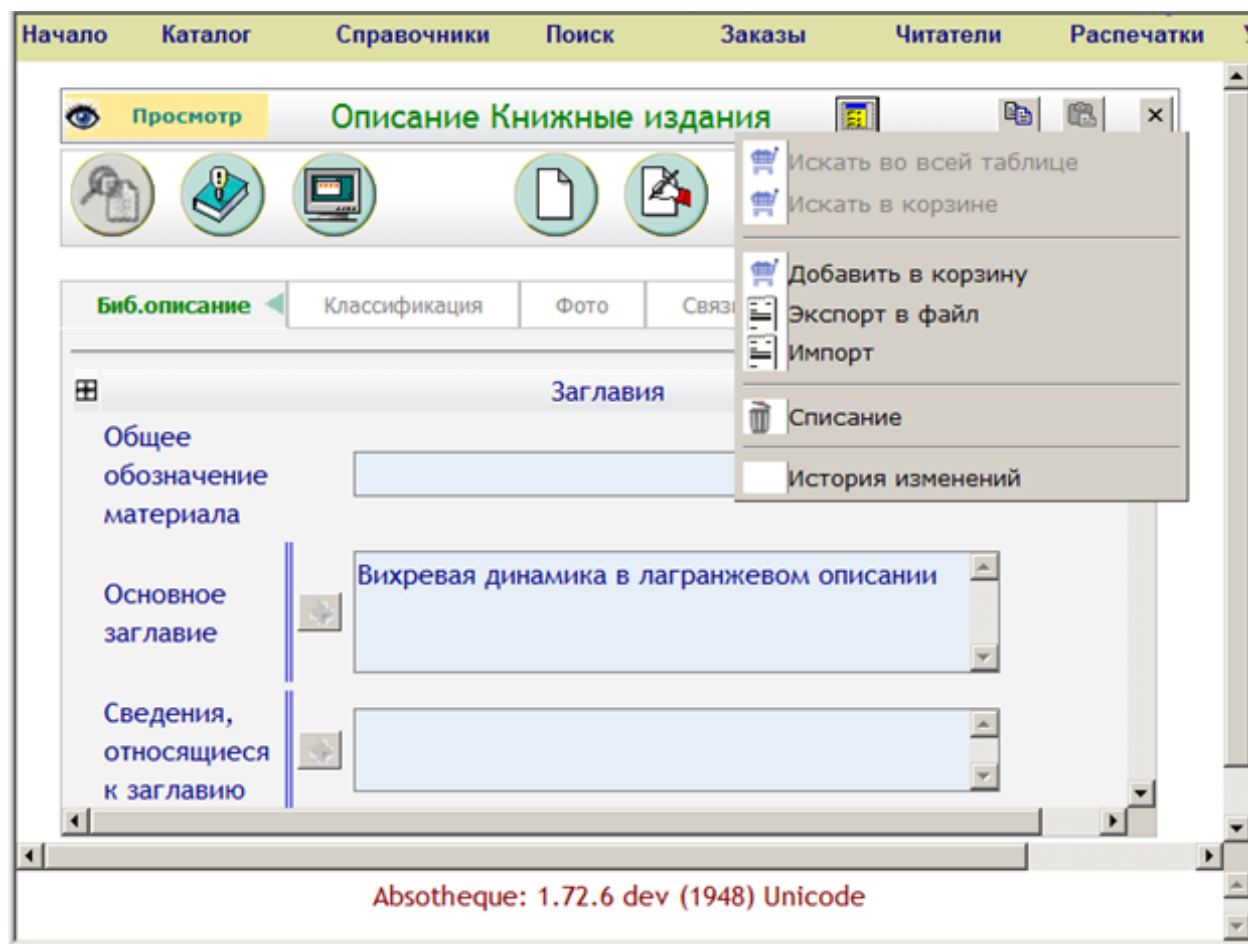 Начало Каталог Справочники Поиск Заказы Читатели Распечатки
Просмотр Описание Книжные издания
Искать во всей таблице
Искать в корзине
Добавить в корзину
Экспорт в файл
Импорт
Списание
История изменений
Биб.описание Классификация Фото
Заглавия
Общее
обозначение
материала
Основное
заглавие
Вихревая динамика в лагранжевом описании
Сведения,
относящиеся
к заглавию
Absotheque: 1.72.6 dev (1948) Unicode